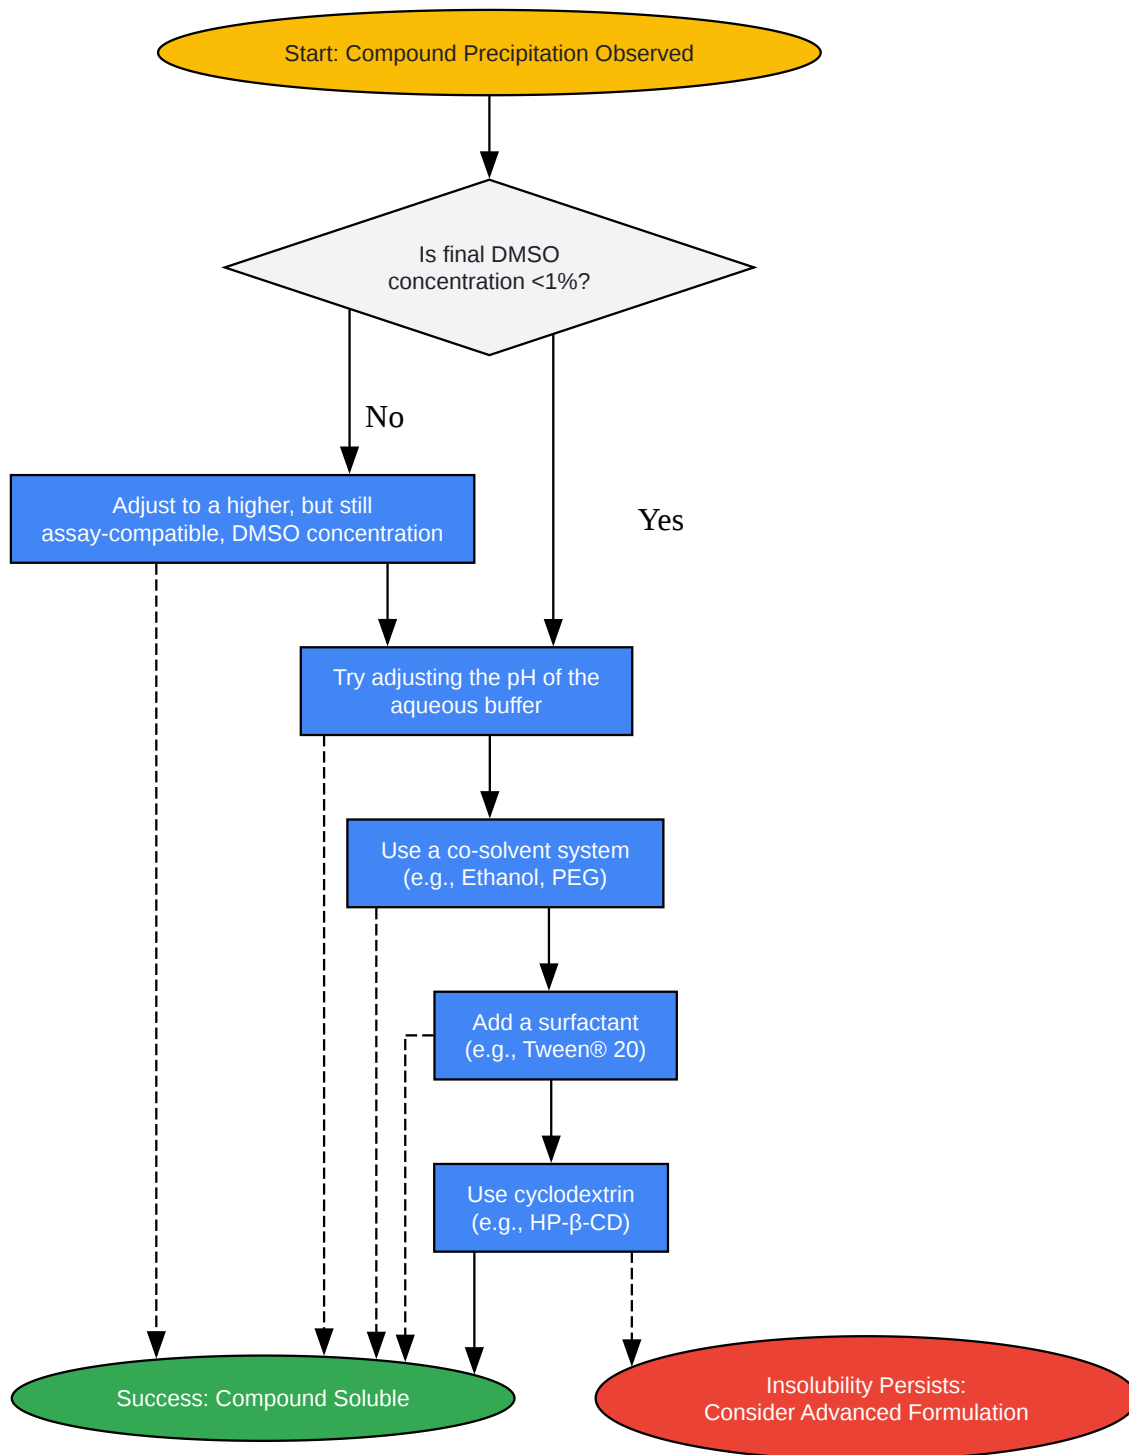 Start: Compound Precipitation Observed
Is final DMSO
concentration <1%?
No
Adjust to a higher, but still
assay-compatible, DMSO concentration
Yes
Try adjusting the pH of the
aqueous buffer
Use a co-solvent system
(e.g., Ethanol, PEG)
Add a surfactant
(e.g., Tween® 20)
Use cyclodextrin
(e.g., HP-β-CD)
Success: Compound Soluble
Insolubility Persists:
Consider Advanced Formulation